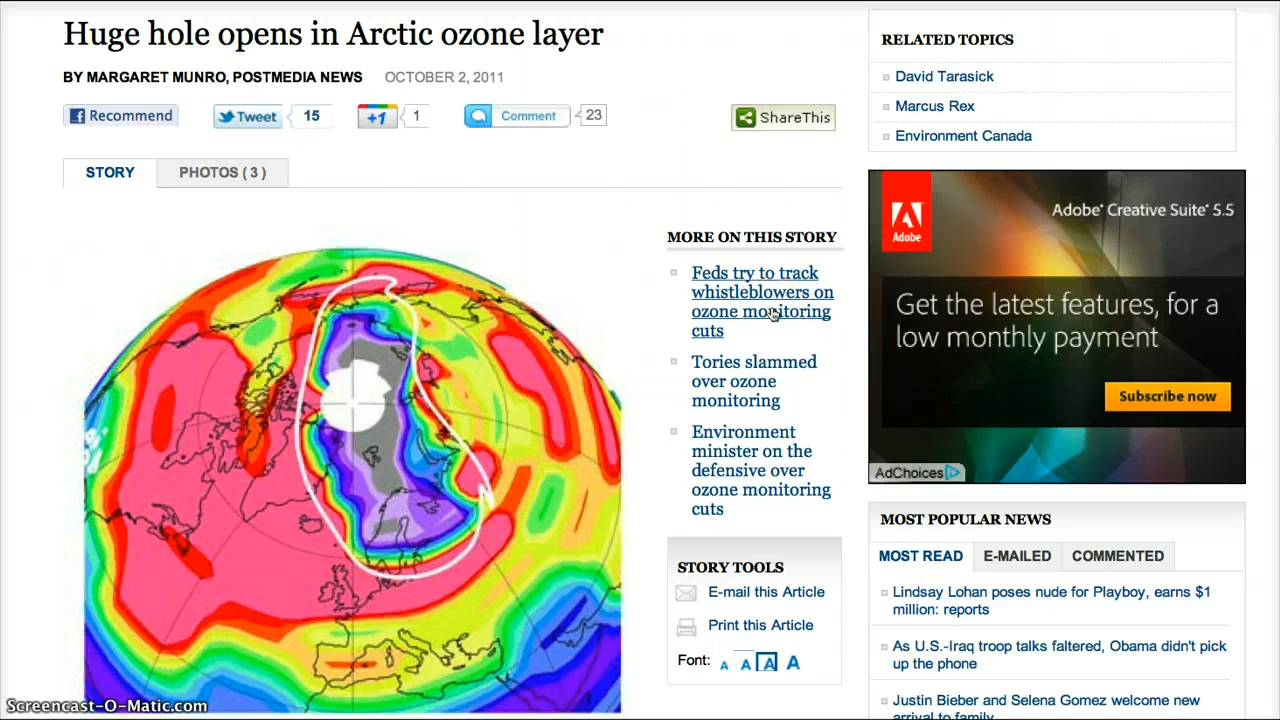 Huge hole opens in Arctic ozone layer
BY MARGARET MUNRO, POSTMEDIA NEWS OCTOBER 2, 2011
Recommend
Tweet 15
+1 1
Comment 23
ShareThis
STORY
PHOTOS ( 3 )
MORE ON THIS STORY
Feds try to track
whistleblowers on
ozone monitoring
cuts
Tories slammed
over ozone
monitoring
Environment
minister on the
defensive over
ozone monitoring
cuts
STORY TOOLS
E-mail this Article
Print this Article
Font: A A A A
RELATED TOPICS
David Tarasick
Marcus Rex
Environment Canada
Adobe
Adobe® Creative Suite® 5.5
Get the latest features, for a
low monthly payment
Subscribe now
AdChoices
MOST POPULAR NEWS
MOST READ
E-MAILED
COMMENTED
Lindsay Lohan poses nude for Playboy, earns $1
million: reports
As U.S.-Iraq troop talks faltered, Obama didn't pick
up the phone
Justin Bieber and Selena Gomez welcome new
arrival to family
Screencast-O-Matic.com